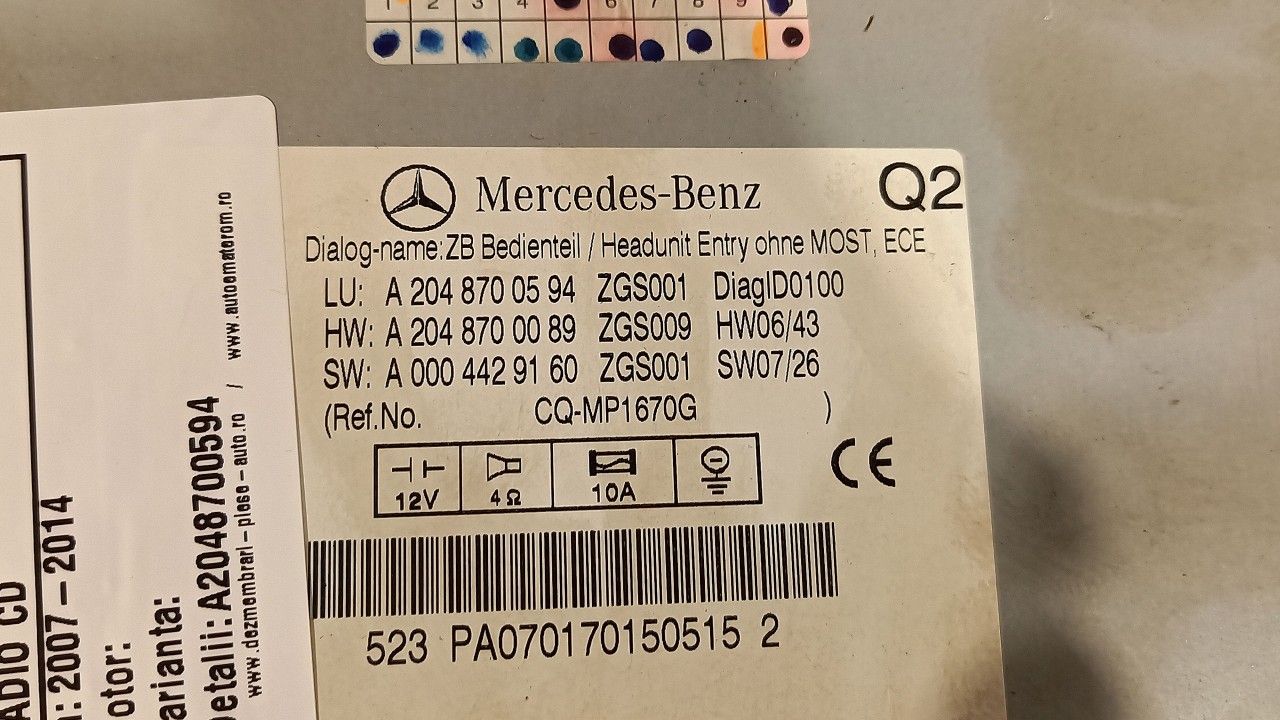 1 2 3 4 6 7 8 9
Mercedes-Benz
Q2
Dialog-name:ZB Bedienteil / Headunit Entry ohne MOST, ECE
LU: A 204 870 05 94 ZGS001 DiagID0100
HW: A 204 870 00 89 ZGS009 HW06/43
SW: A 000 442 91 60 ZGS001 SW07/26
(Ref.No. CQ-MP1670G )
12V 4Ω 10A
CE
523 PA070170150515 2
ADIO CD
n: 2007-2014
otor:
arianta:
Detalii: A2048700594
www.dezmembrari-piese-auto.ro / www.autoematerom.ro